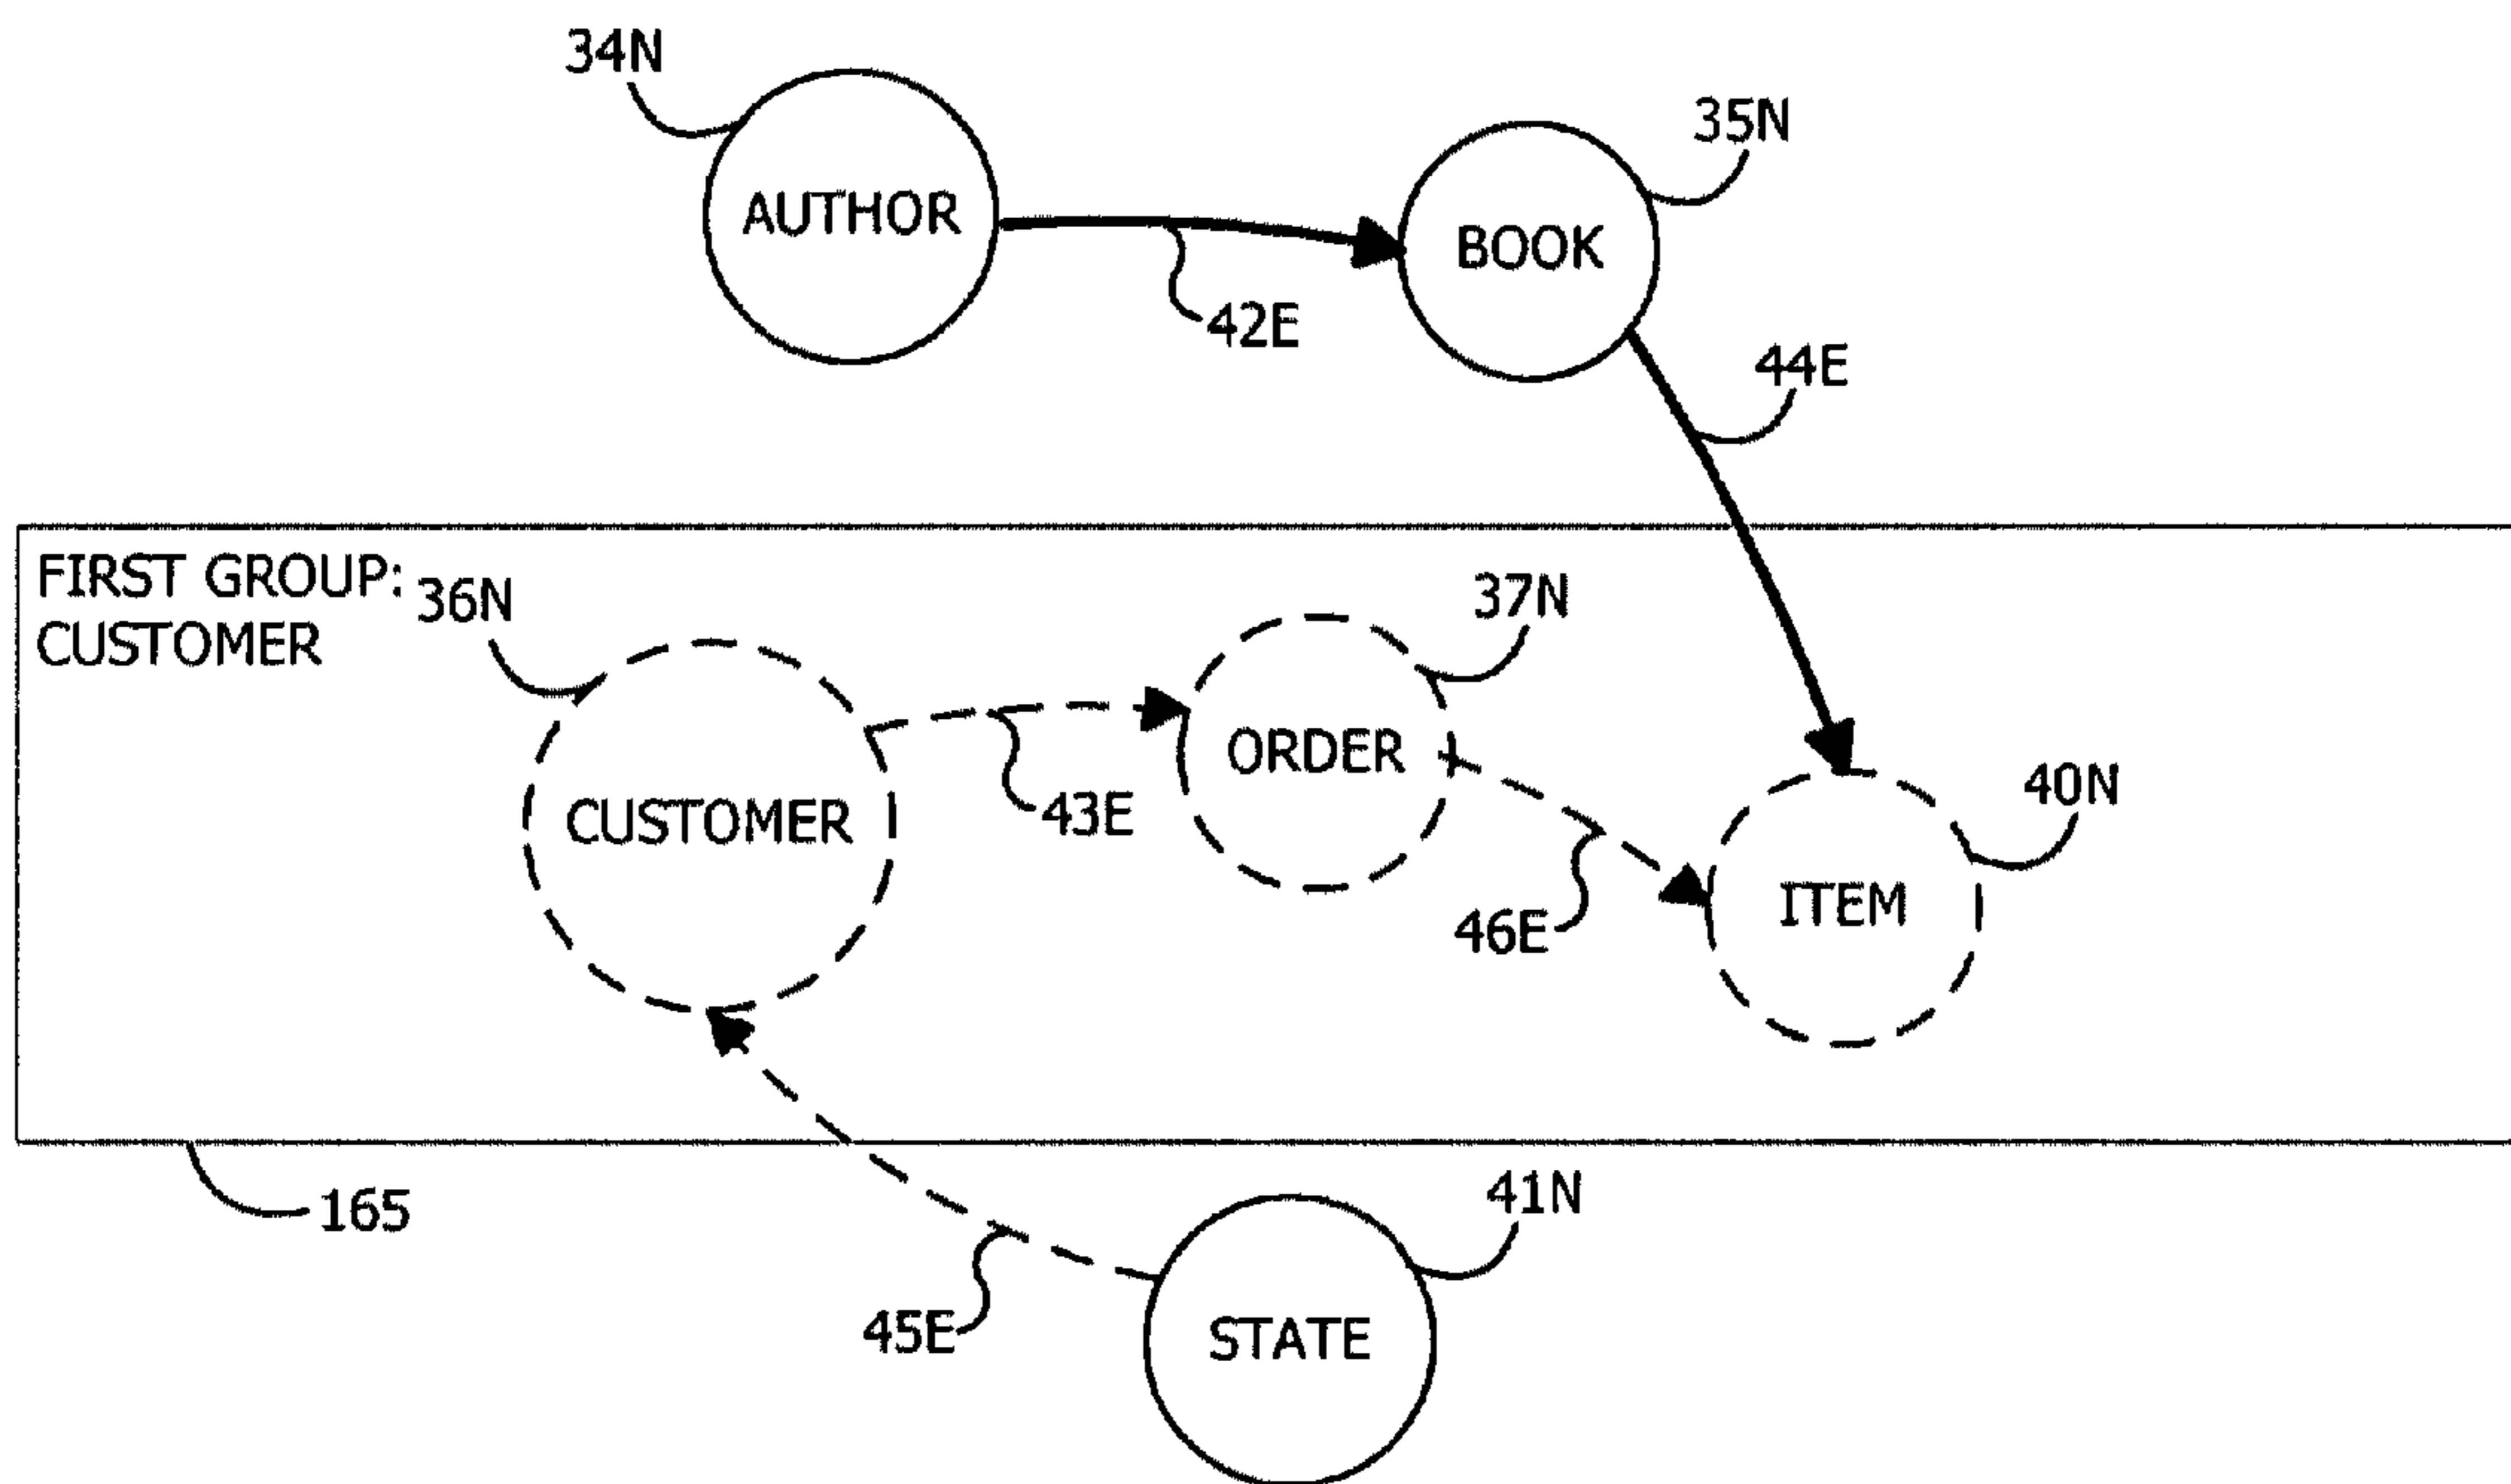 34N
35N
AUTHOR
BOOK
42E
44E
FIRST GROUP:
CUSTOMER
36N
37N
ORDER
40N
43E
CUSTOMER
ITEM
46E
165
41N
45E
STATE